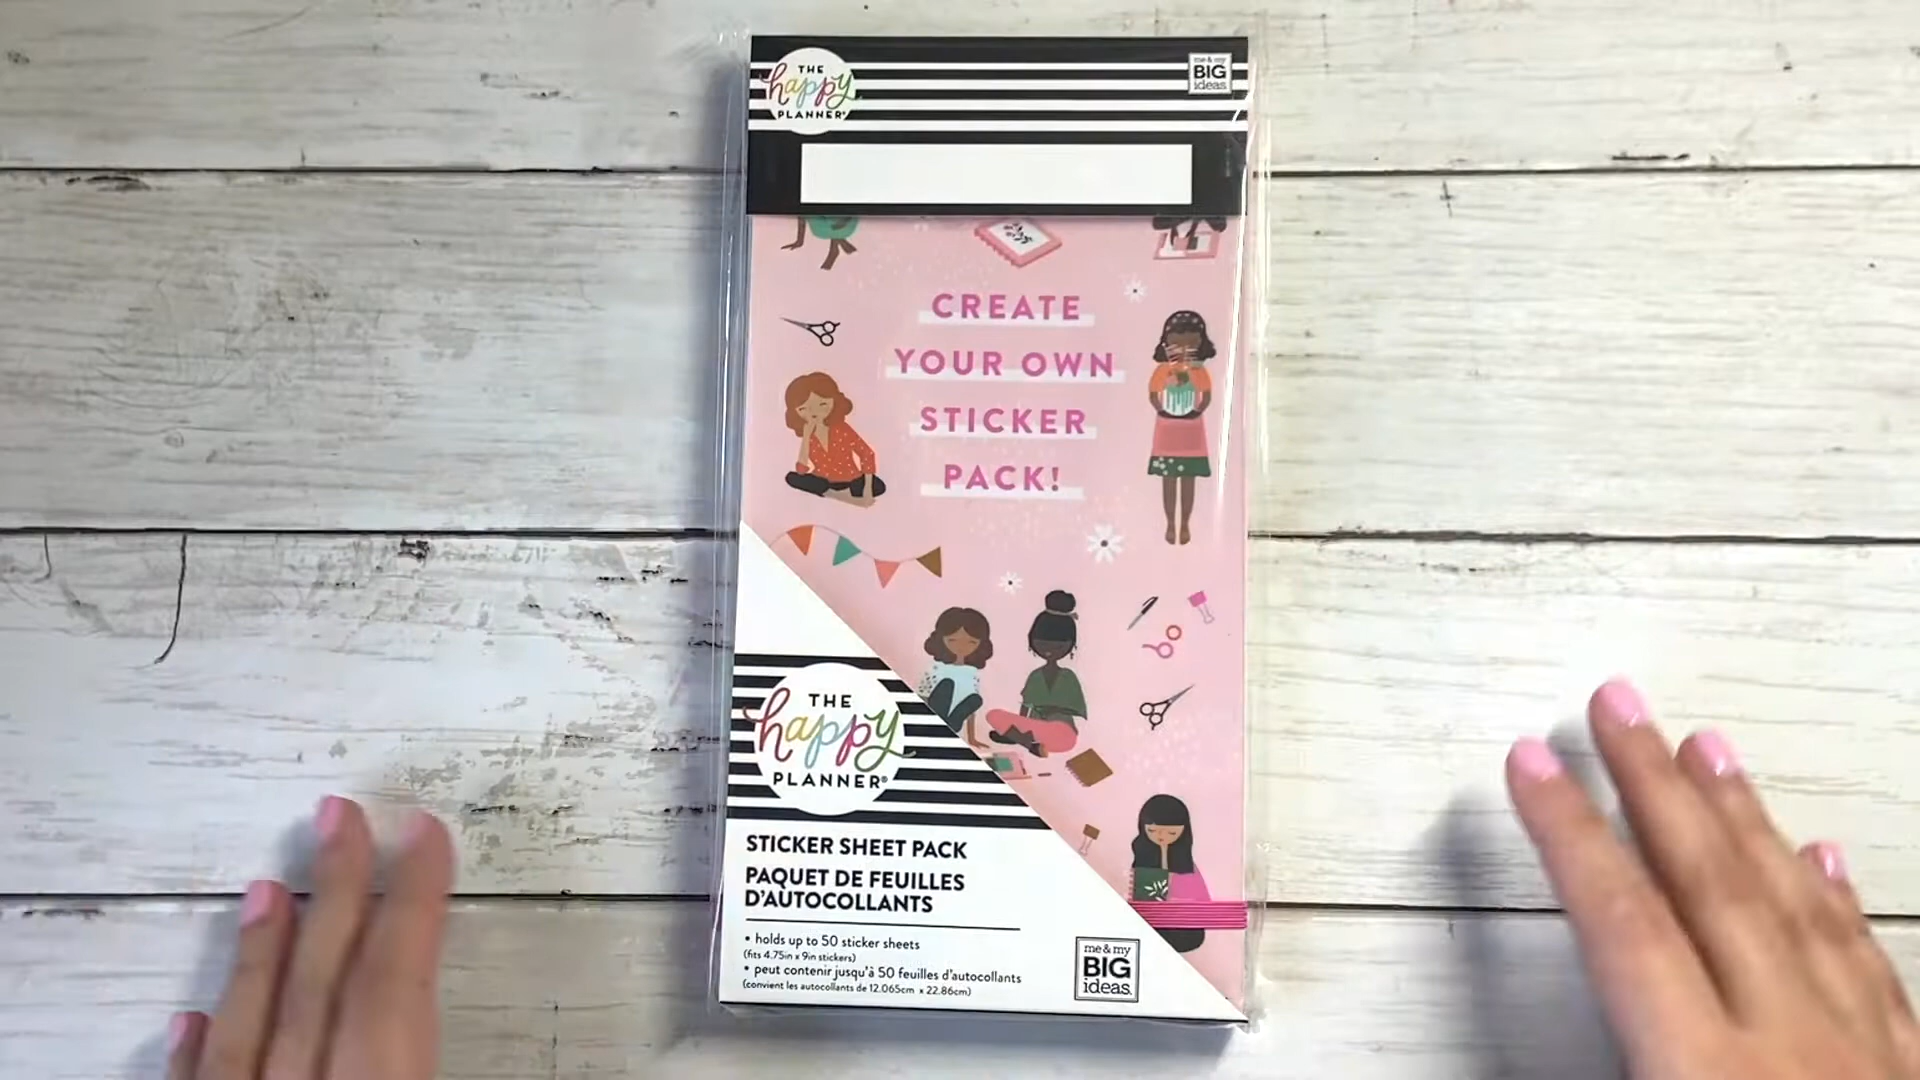 THE
happy
PLANNER®
me & my
BIG
ideas.
CREATE
YOUR OWN
STICKER
PACK!
THE
happy
PLANNER®
STICKER SHEET PACK
PAQUET DE FEUILLES
D'AUTOCOLLANTS
• holds up to 50 sticker sheets
(fits 4.75in x 9in stickers)
• peut contenir jusqu'à 50 feuilles d'autocollants
(convient les autocollants de 12.065cm x 22.86cm)
me & my
BIG
ideas.